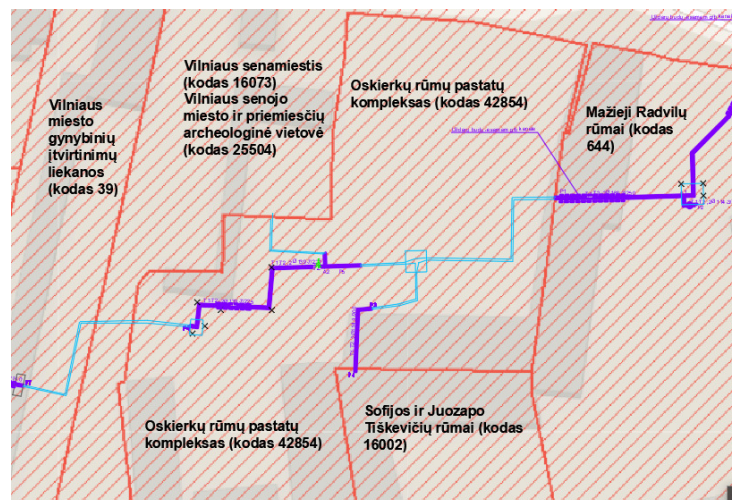 Vilniaus senamiestis
(kodas 16073)
Vilniaus senojo
miesto ir priemiesčių
archeologinė vietovė
(kodas 25504)
Oskierkų rūmų pastatų
kompleksas (kodas 42854)
Vilniaus
miesto
gynybinių
įtvirtinimų
liekanos
(kodas 39)
Mažieji Radvilų
rūmai (kodas
644)
Oskierkų rūmų pastatų
kompleksas (kodas 42854)
Sofijos ir Juozapo
Tiškevičių rūmai (kodas
16002)